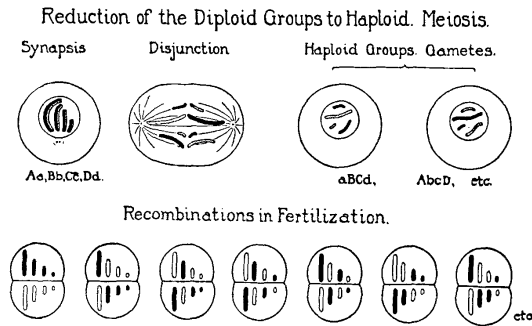 Reduction of the Diploid Groups to Haploid. Meiosis.
Synapsis Disjunction Haploid Groups. Gametes.
Aa,Bb,Cc,Dd. aBCd, AbcD, etc.
Recombinations in Fertilization.
etc